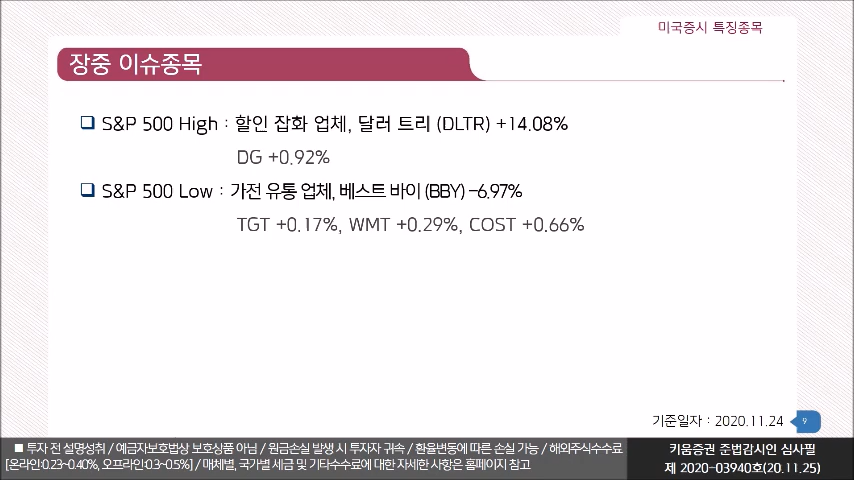 미국증시 특징종목
장중 이슈종목
❑ S&P 500 High : 할인 잡화 업체, 달러 트리 (DLTR) +14.08%
DG +0.92%
❑ S&P 500 Low : 가전 유통 업체, 베스트 바이 (BBY) -6.97%
TGT +0.17%, WMT +0.29%, COST +0.66%
기준일자 : 2020.11.24
9
■ 투자 전 설명성취 / 예금자보호법상 보호상품 아님 / 원금손실 발생 시 투자자 귀속 / 환율변동에 따른 손실 가능 / 해외주식수수료
[온라인:0.23~0.40%, 오프라인:0.3~0.5%] / 매체별, 국가별 세금 및 기타수수료에 대한 자세한 사항은 홈페이지 참고
키움증권 준법감시인 심사필
제 2020-03940호(20.11.25)